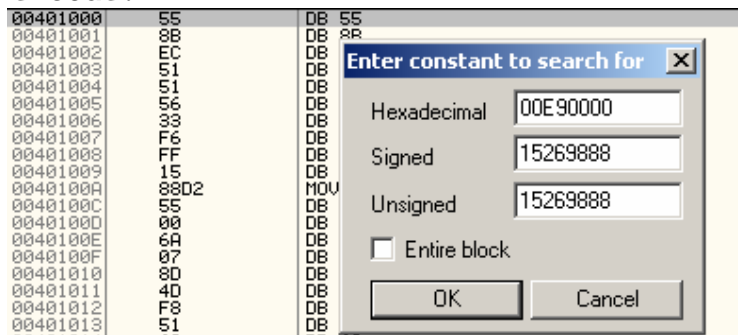 00401000 55 DB 55
00401001 8B DB 8B
00401002 EC DB
00401003 51 DB
00401004 51 DB
00401005 56 DB
00401006 33 DB
00401007 F6 DB
00401008 FF DB
00401009 15 DB
0040100A 88D2 MOV
0040100C 55 DB
0040100D 00 DB
0040100E 6A DB
0040100F 07 DB
00401010 8D DB
00401011 4D DB
00401012 F8 DB
00401013 51 DB
Enter constant to search for
Hexadecimal 00E90000
Signed 15269888
Unsigned 15269888
Entire block
OK Cancel